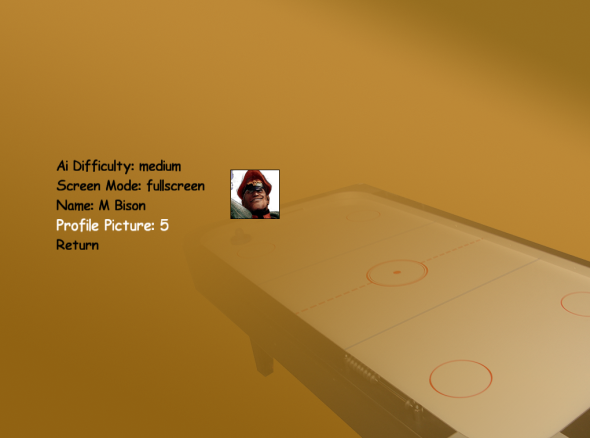 Ai Difficulty: medium
Screen Mode: fullscreen
Name: M Bison
Profile Picture: 5
Return